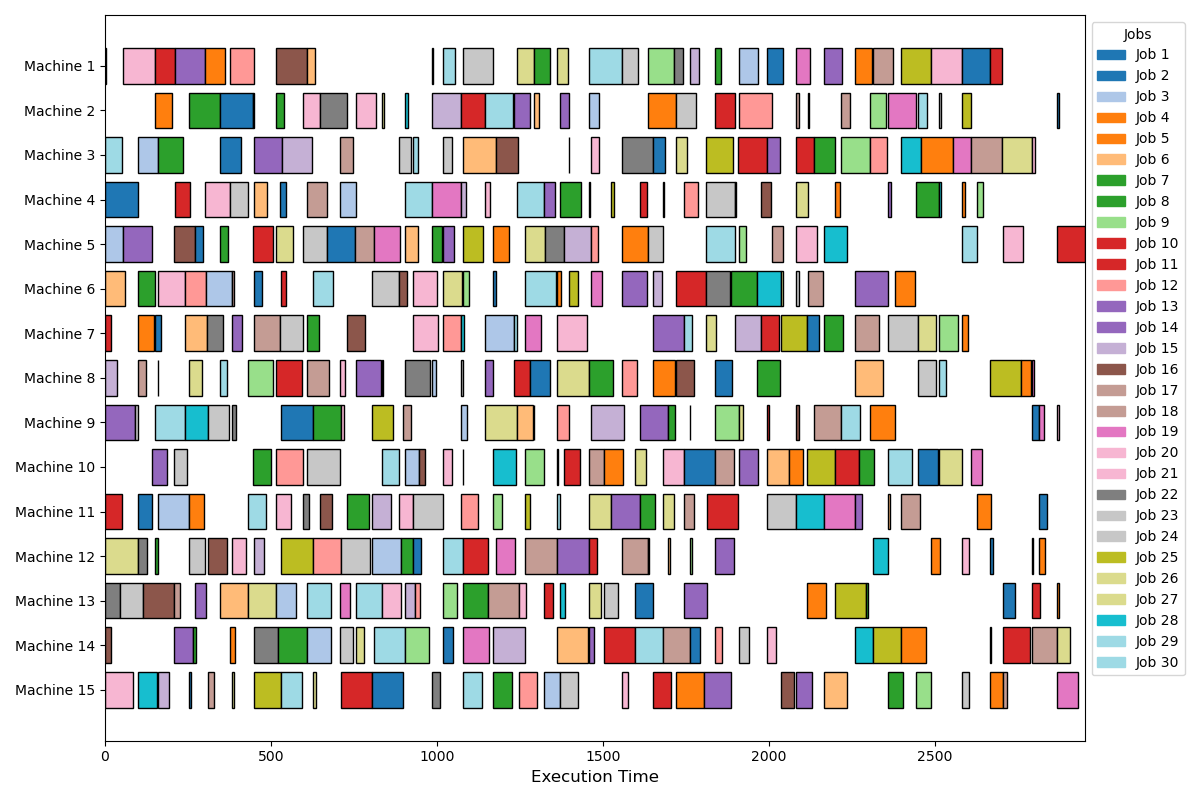 Machine 1
Machine 2
Machine 3
Machine 4
Machine 5
Machine 6
Machine 7
Machine 8
Machine 9
Machine 10
Machine 11
Machine 12
Machine 13
Machine 14
Machine 15
0 500 1000 1500 2000 2500
Execution Time
Jobs
Job 1
Job 2
Job 3
Job 4
Job 5
Job 6
Job 7
Job 8
Job 9
Job 10
Job 11
Job 12
Job 13
Job 14
Job 15
Job 16
Job 17
Job 18
Job 19
Job 20
Job 21
Job 22
Job 23
Job 24
Job 25
Job 26
Job 27
Job 28
Job 29
Job 30